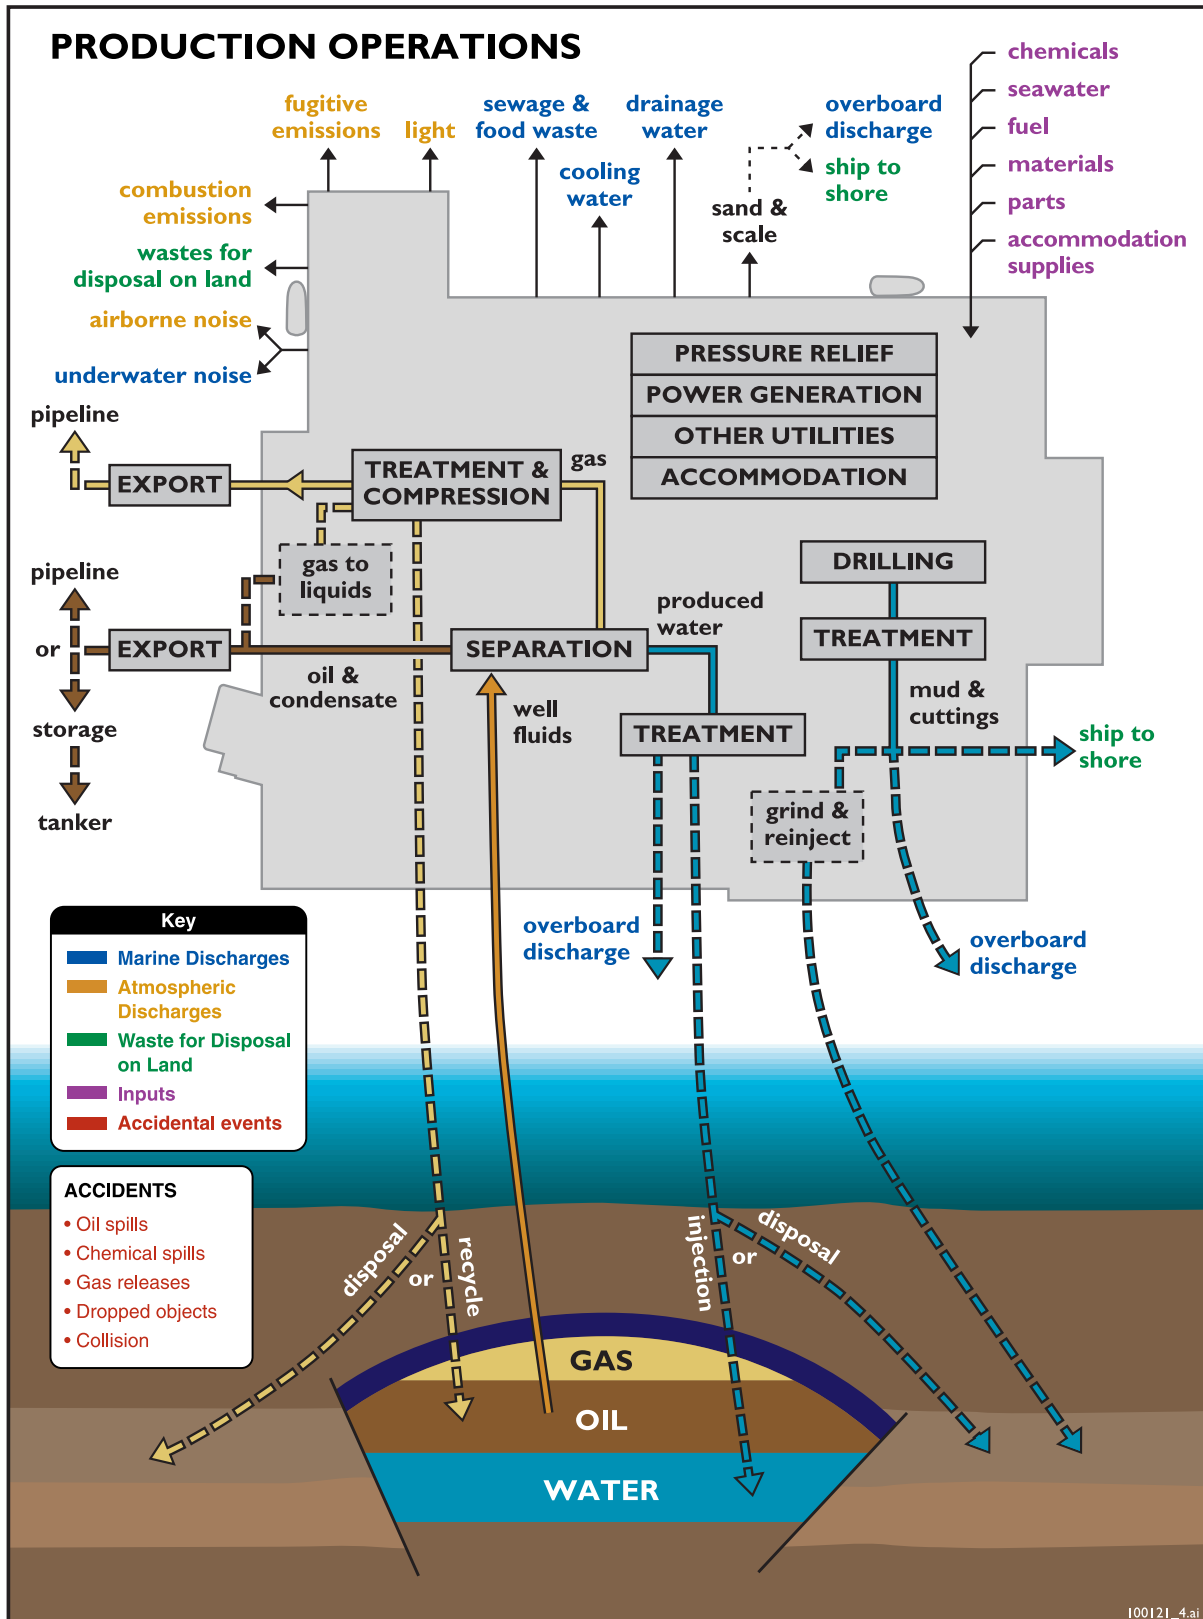 PRODUCTION OPERATIONS
fugitive
emissions
light
sewage &
food waste
cooling
water
drainage
water
overboard
discharge
ship to
shore
sand &
scale
chemicals
seawater
fuel
materials
parts
accommodation
supplies
combustion
emissions
wastes for
disposal on land
airborne noise
underwater noise
PRESSURE RELIEF
POWER GENERATION
OTHER UTILITIES
ACCOMMODATION
pipeline
EXPORT
TREATMENT &
COMPRESSION
gas
gas to
liquids
pipeline
or
EXPORT
storage
tanker
oil &
condensate
SEPARATION
well
fluids
produced
water
TREATMENT
DRILLING
TREATMENT
mud &
cuttings
ship to
shore
grind &
reinject
overboard
discharge
overboard
discharge
Key
Marine Discharges
Atmospheric
Discharges
Waste for Disposal
on Land
Inputs
Accidental events
ACCIDENTS
• Oil spills
• Chemical spills
• Gas releases
• Dropped objects
• Collision
disposal
or
recycle
injection
or
disposal
GAS
OIL
WATER
100121_4.ai